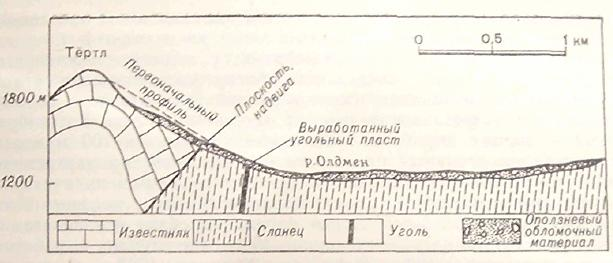 Тёртл
0 0,5 1 км
Первоначальный
профиль
Плоскость
надвига
1800 м
Выработанный
угольный пласт
р. Олдмен
1200
Известняк
Сланец
Уголь
Оползневый
обломочный
материал